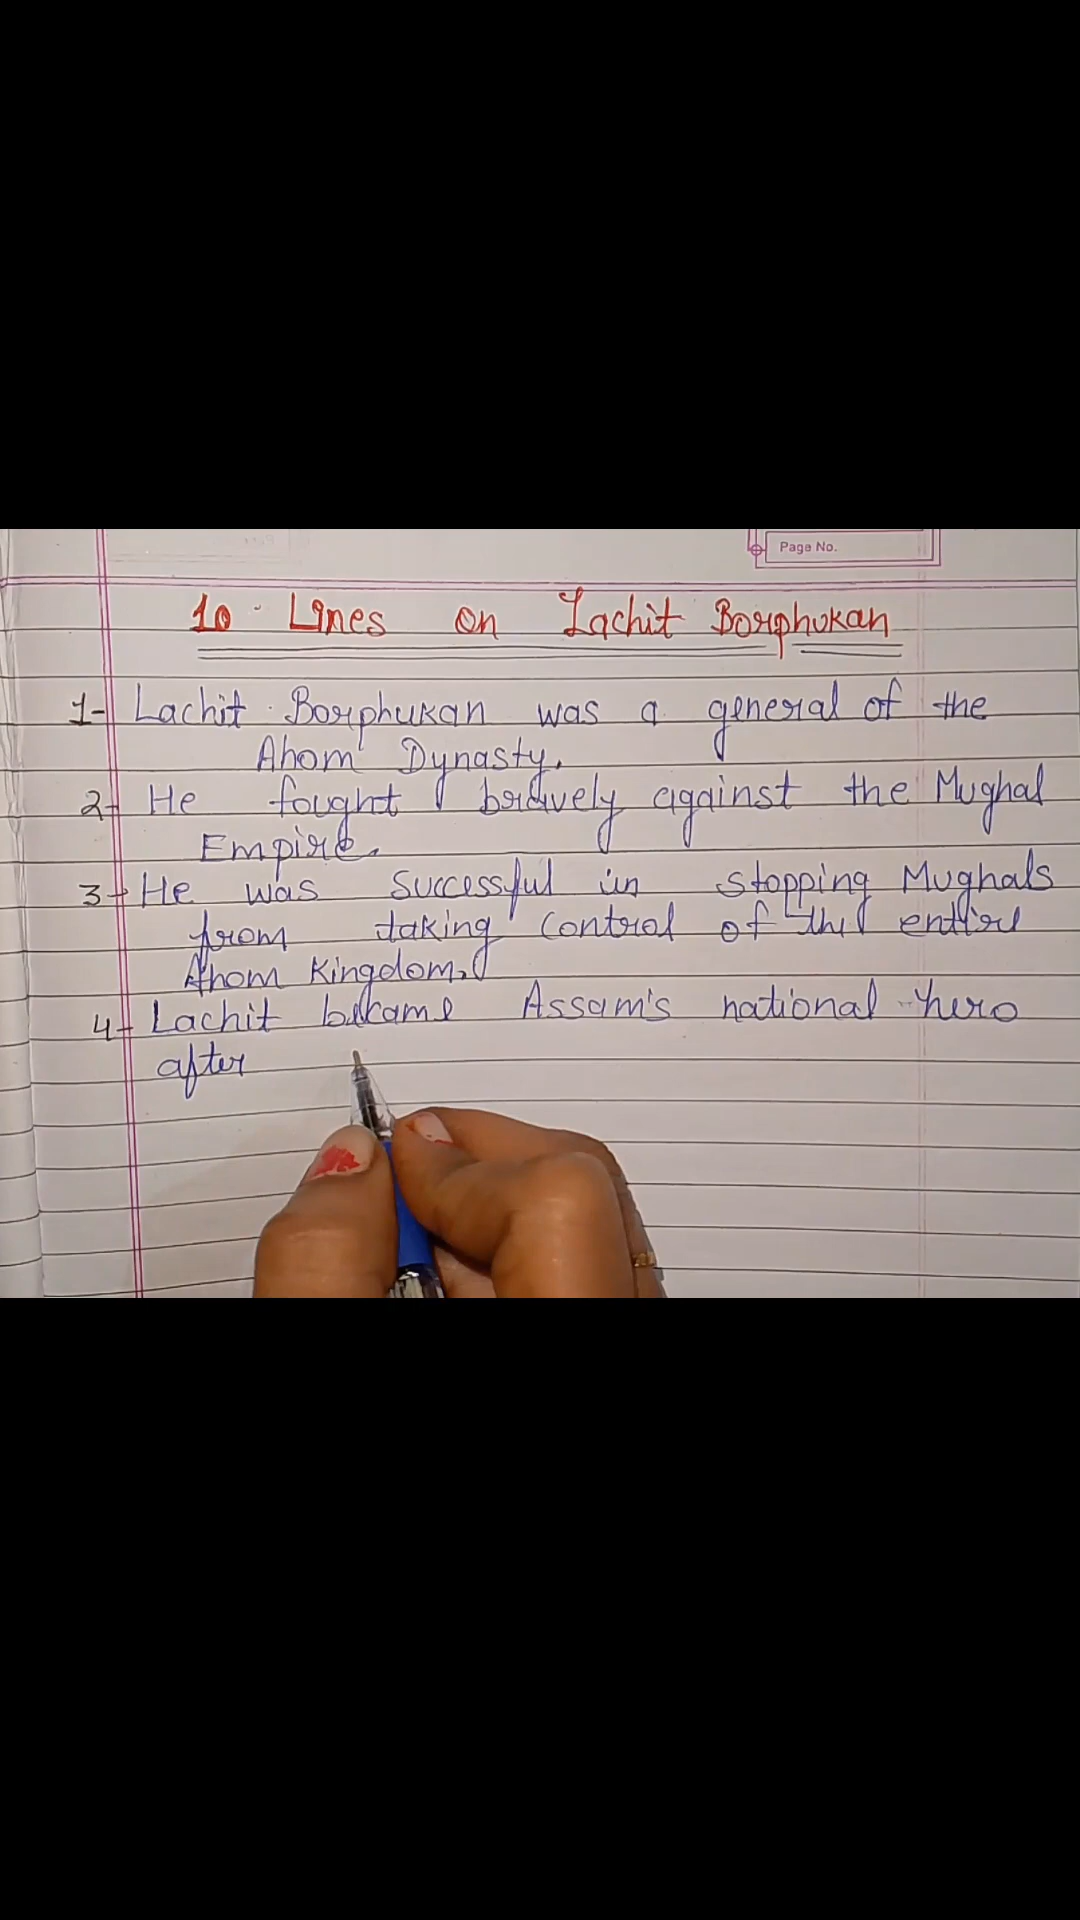 Page No.
10 Lines on Lachit Borphukan
1- Lachit Borphukan was a general of the
Ahom Dynasty.
2- He fought bravely against the Mughal
Empire.
3- He was successful in stopping Mughals
from taking control of the entire
Ahom Kingdom.
4- Lachit became Assam's national hero
after